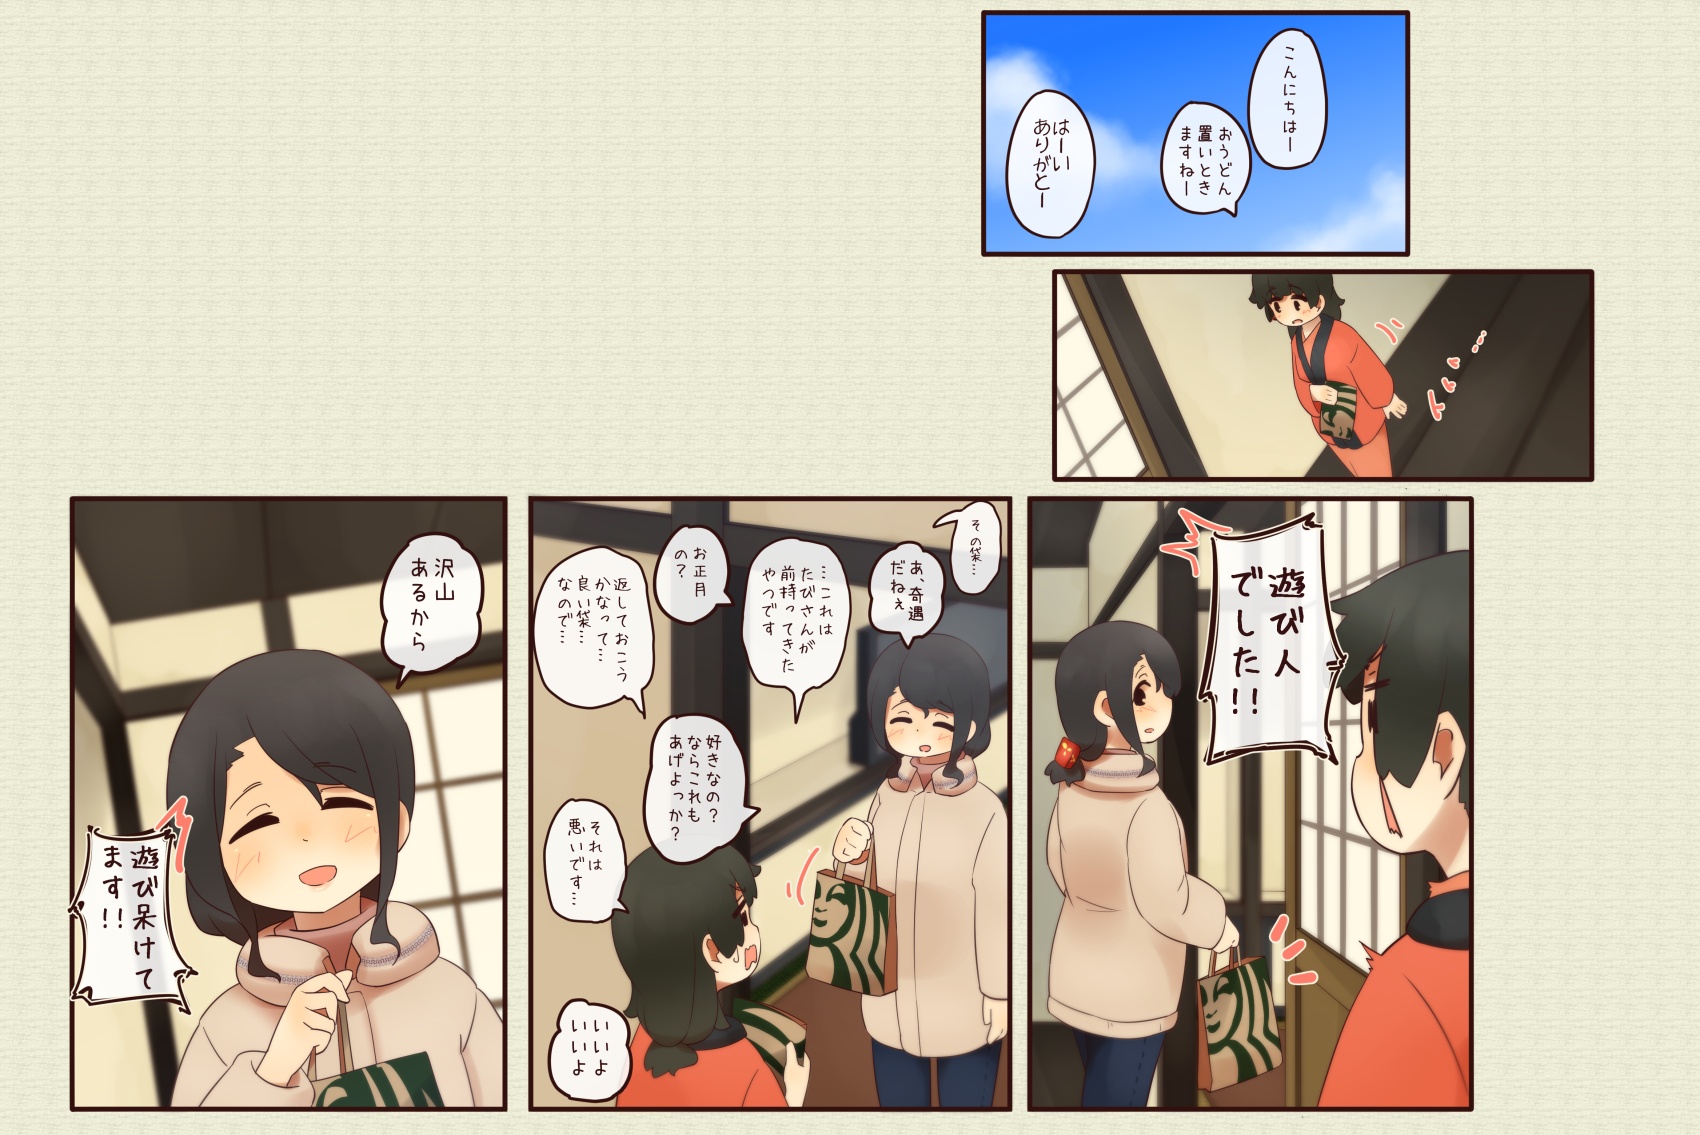 こんにちはー
おうどん
置いとき
ますねー
はーい
ありがとー
…トトト
遊び人
でした!!
その袋…
あ、奇遇
だねぇ
…これは
たびさんが
前持ってきた
やつです
お正月
の?
返しておこう
かなって…
良い袋…
なので…
好きなの?
ならこれも
あげよっか?
それは
悪いです…
いいよ
いいよ
沢山
あるから
遊び呆けて
ます!!